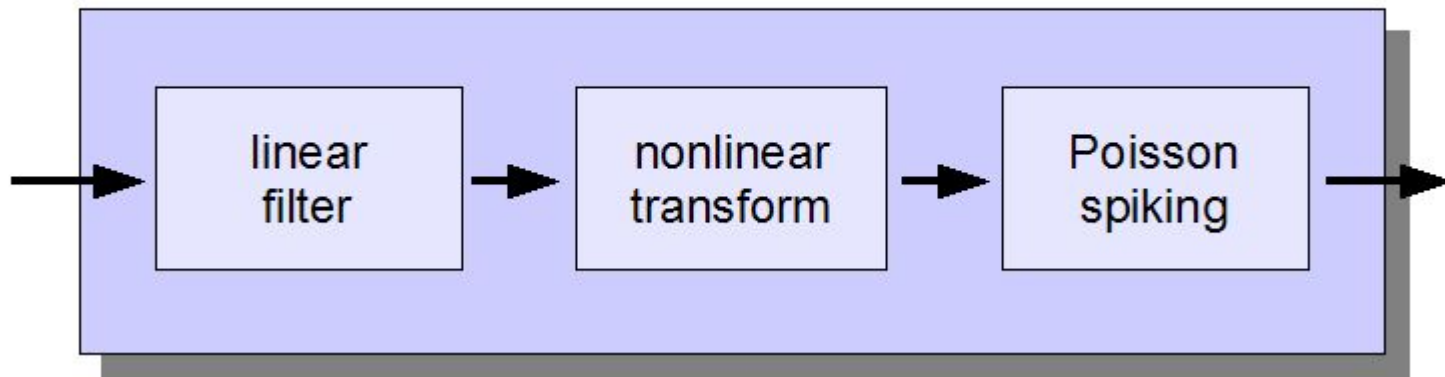 linear
filter
nonlinear
transform
Poisson
spiking